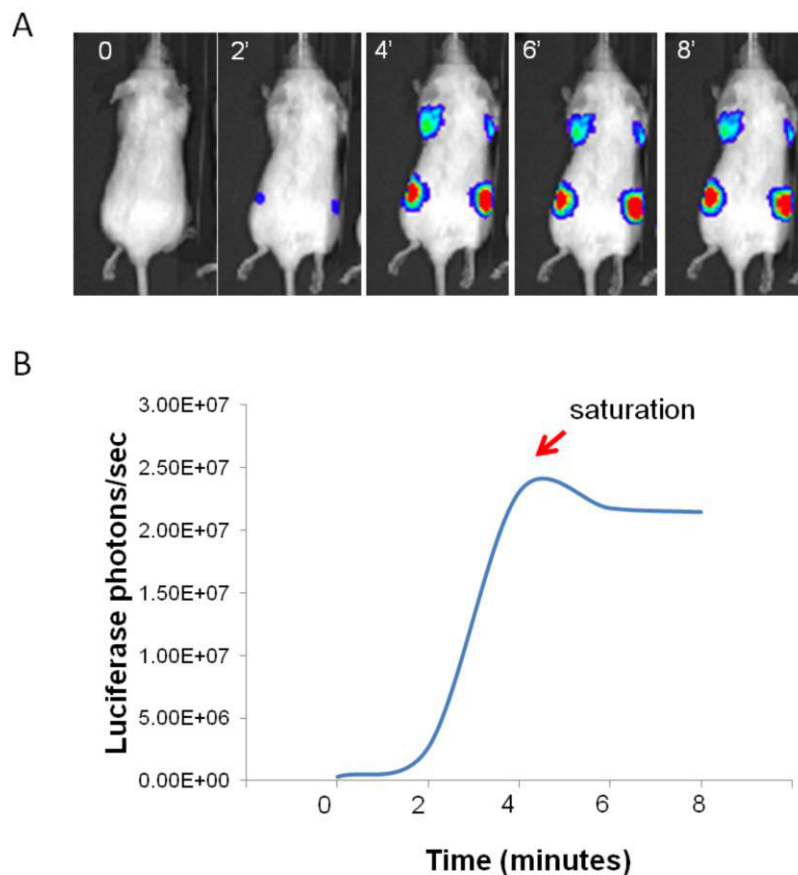 A
0 2’ 4’ 6’ 8’
B
3.00E+07
2.50E+07
2.00E+07
1.50E+07
1.00E+07
5.00E+06
0.00E+00
Luciferase photons/sec
saturation
0 2 4 6 8
Time (minutes)